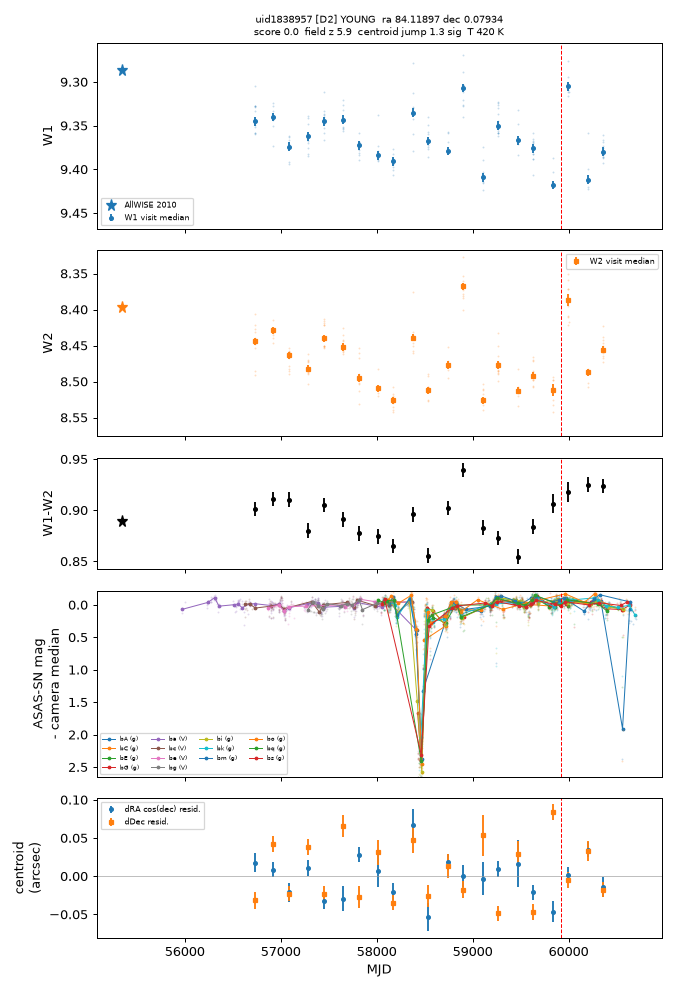 uid1838957 [D2] YOUNG ra 84.11897 dec 0.07934
score 0.0 field z 5.9 centroid jump 1.3 sig T 420 K
9.30
9.35
9.40
9.45
W1
AllWISE 2010
W1 visit median
8.35
8.40
8.45
8.50
8.55
W2
W2 visit median
0.95
0.90
0.85
W1-W2
0.0
0.5
1.0
1.5
2.0
2.5
ASAS-SN mag
- camera median
bA (g)
bC (g)
bE (g)
bG (g)
ba (V)
bc (V)
be (V)
bg (V)
bi (g)
bk (g)
bm (g)
bo (g)
bq (g)
bs (g)
0.10
0.05
0.00
−0.05
centroid
(arcsec)
dRA cos(dec) resid.
dDec resid.
56000
57000
58000
59000
60000
MJD